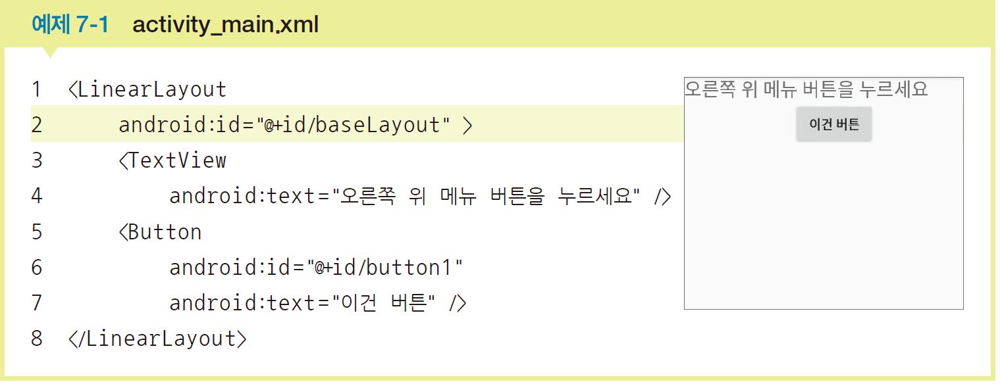 예제 7-1 activity_main.xml
1 <LinearLayout
2 android:id="@+id/baseLayout" >
3 <TextView
4 android:text="오른쪽 위 메뉴 버튼을 누르세요" />
5 <Button
6 android:id="@+id/button1"
7 android:text="이건 버튼" />
8 </LinearLayout>
오른쪽 위 메뉴 버튼을 누르세요
이건 버튼